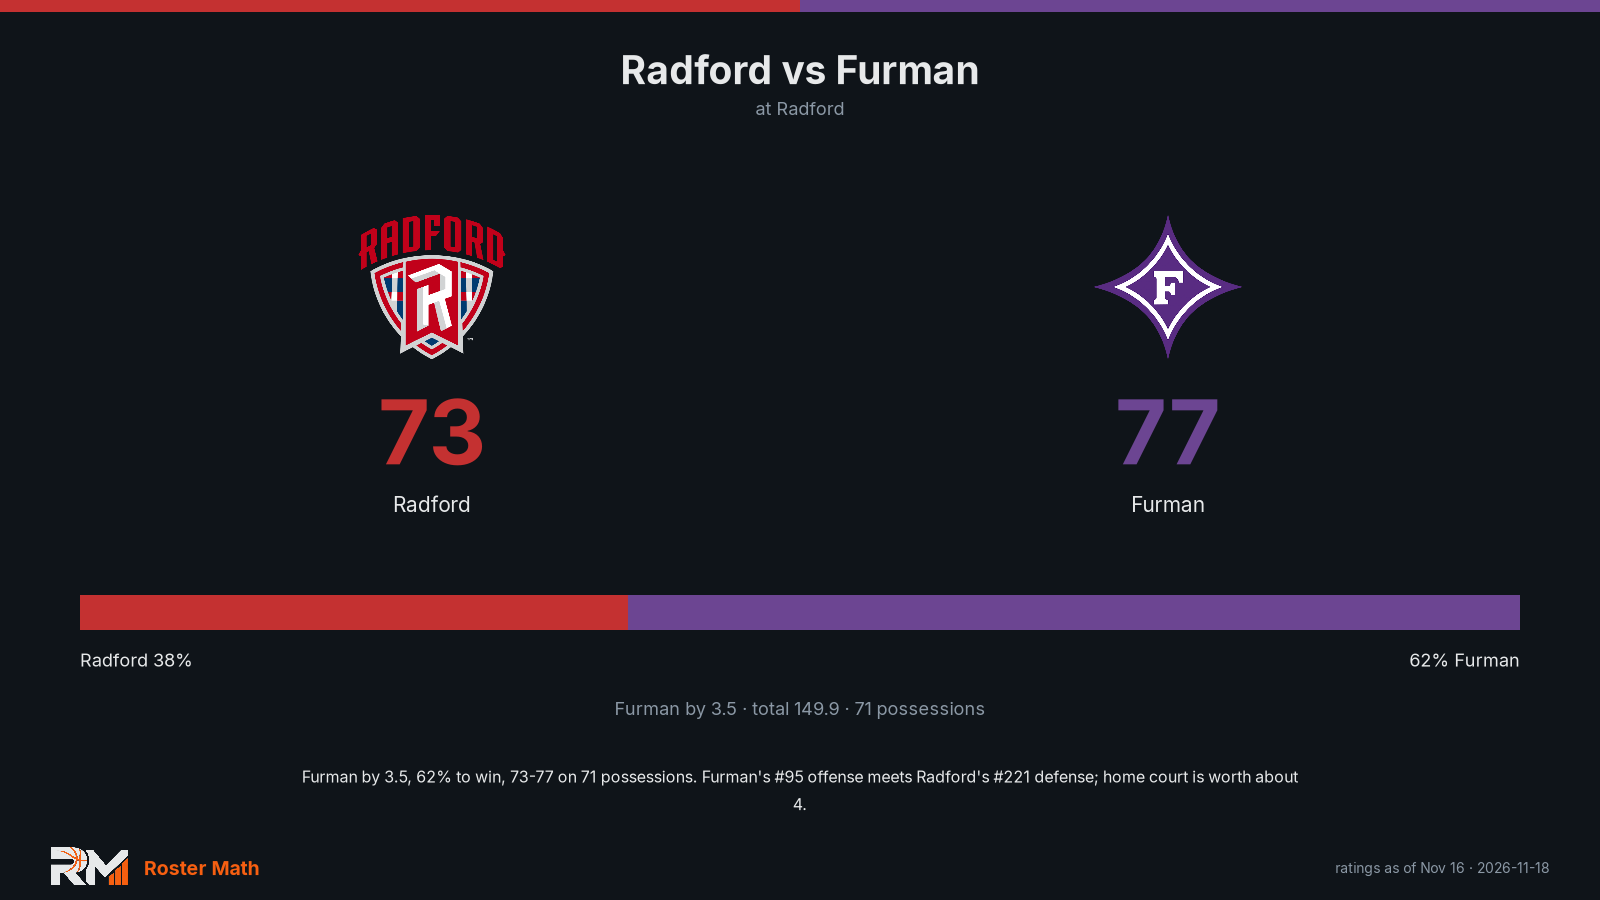 Radford vs Furman
at Radford
RADFORD
R
F
73
77
Radford
Furman
Radford 38%
62% Furman
Furman by 3.5 · total 149.9 · 71 possessions
Furman by 3.5, 62% to win, 73-77 on 71 possessions. Furman's #95 offense meets Radford's #221 defense; home court is worth about
4.
RM
Roster Math
ratings as of Nov 16 · 2026-11-18